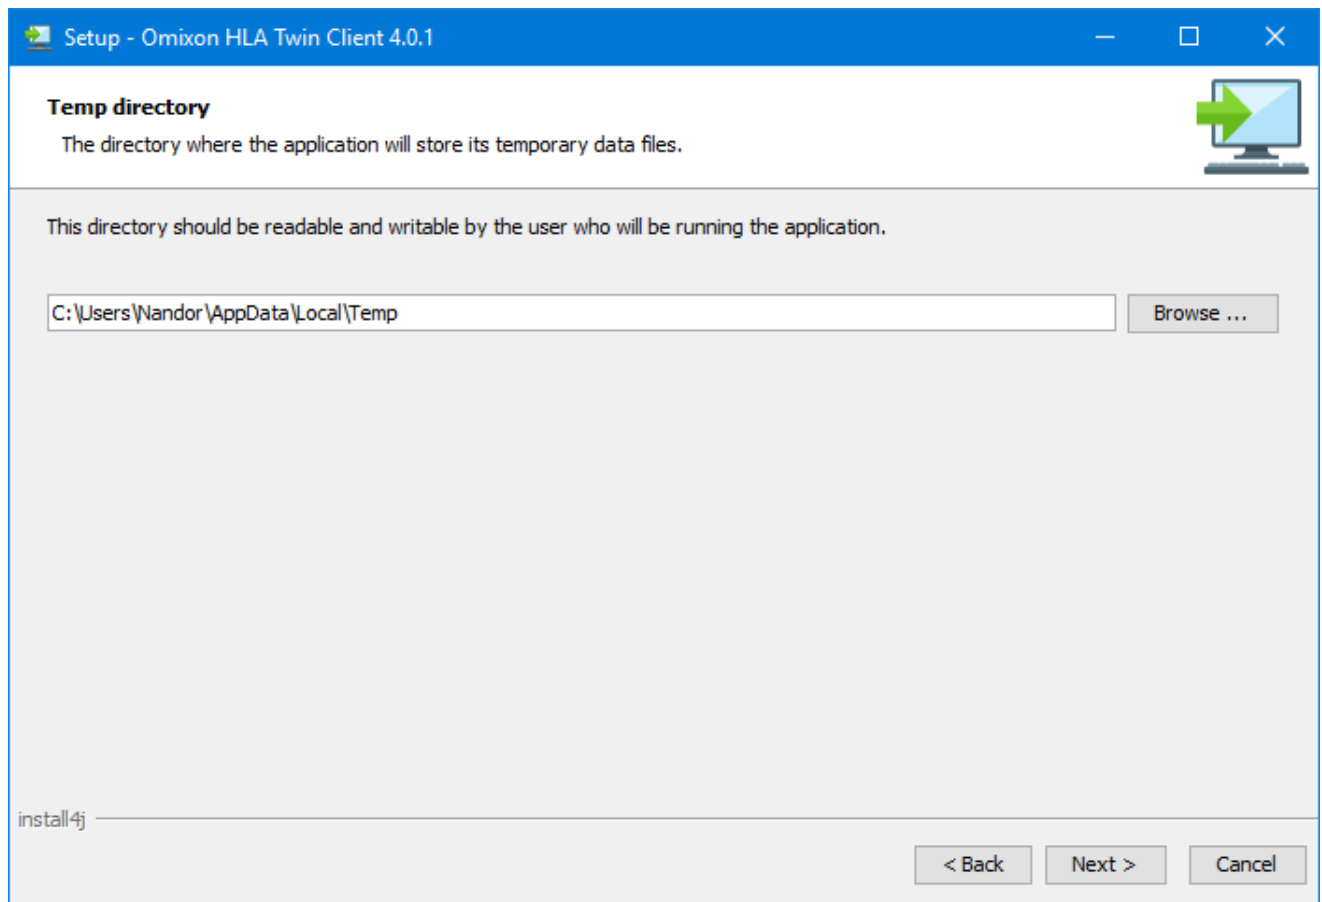 Setup - Omixon HLA Twin Client 4.0.1
Temp directory
The directory where the application will store its temporary data files.
This directory should be readable and writable by the user who will be running the application.
C:\Users\Nandor\AppData\Local\Temp
Browse ...
install4j
< Back
Next >
Cancel